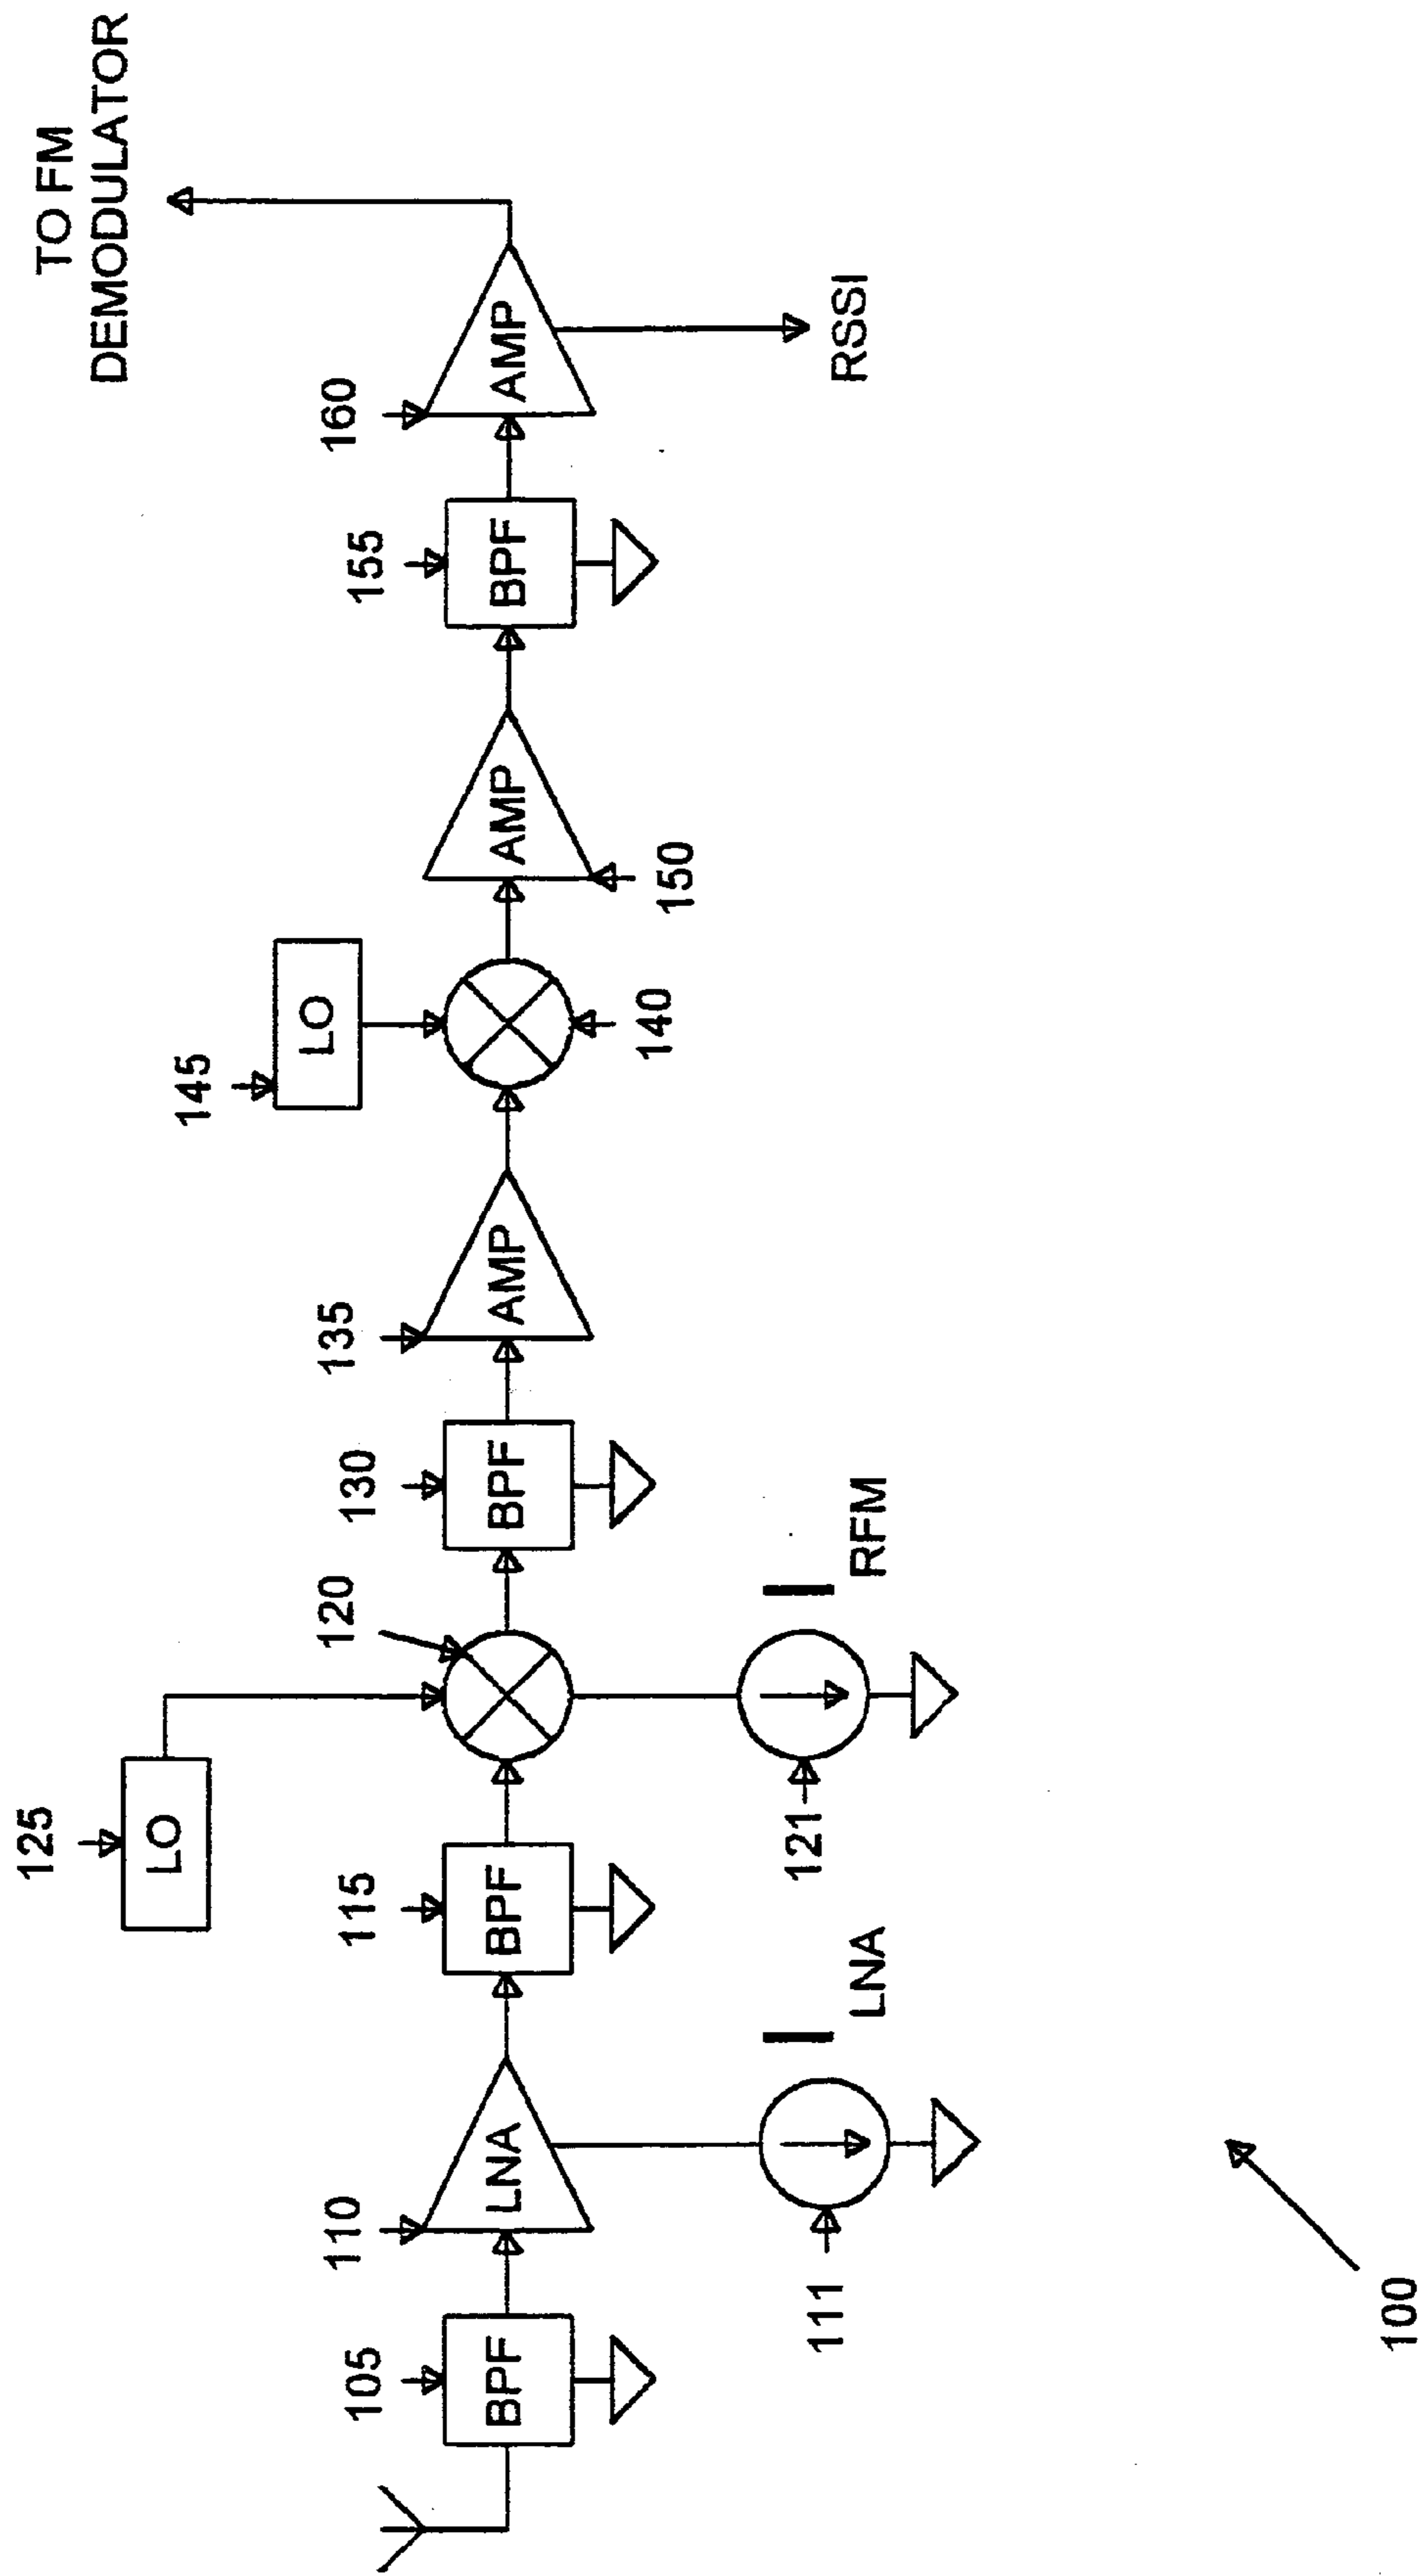 TO FM
DEMODULATOR
125
LO
145
LO
105
BPF
110
LNA
115
BPF
120
130
BPF
135
AMP
140
150
AMP
155
BPF
160
AMP
RSSI
111
I LNA
121
I RFM
100